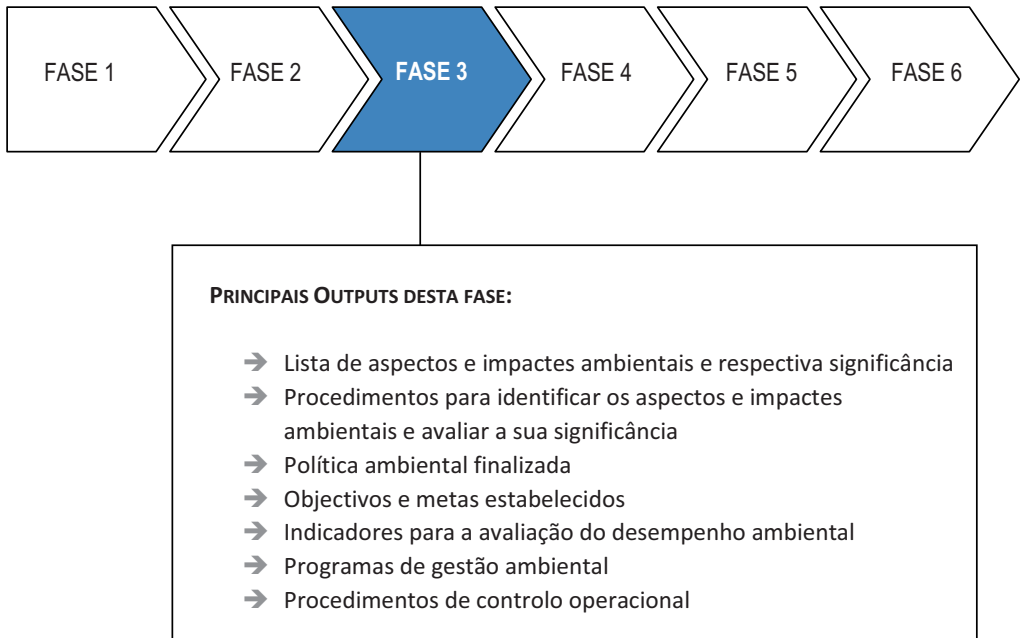 FASE 1 FASE 2 FASE 3 FASE 4 FASE 5 FASE 6
PRINCIPAIS OUTPUTS DESTA FASE:
➔ Lista de aspectos e impactes ambientais e respectiva significância
➔ Procedimentos para identificar os aspectos e impactes
ambientais e avaliar a sua significância
➔ Política ambiental finalizada
➔ Objectivos e metas estabelecidos
➔ Indicadores para a avaliação do desempenho ambiental
➔ Programas de gestão ambiental
➔ Procedimentos de controlo operacional